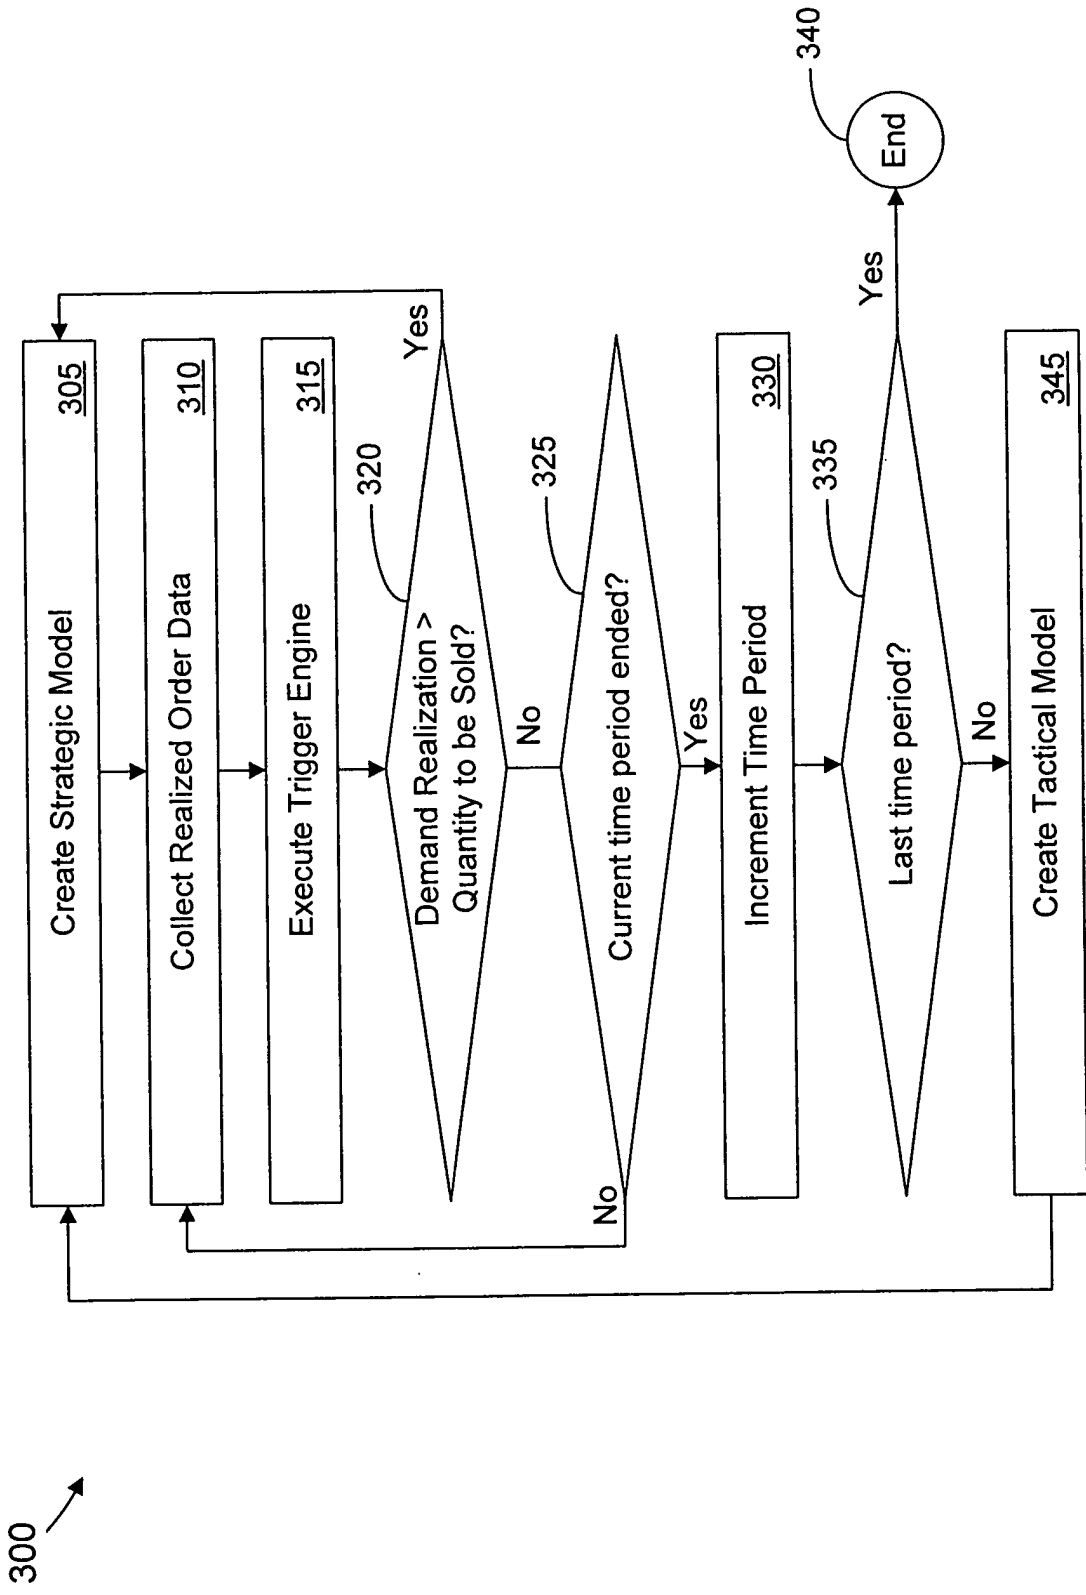 300
Create Strategic Model
305
Collect Realized Order Data
310
Execute Trigger Engine
315
320
Demand Realization >
Quantity to be Sold?
Yes
No
325
Current time period ended?
No
Yes
Increment Time Period
330
335
Last time period?
Yes
340
End
No
Create Tactical Model
345